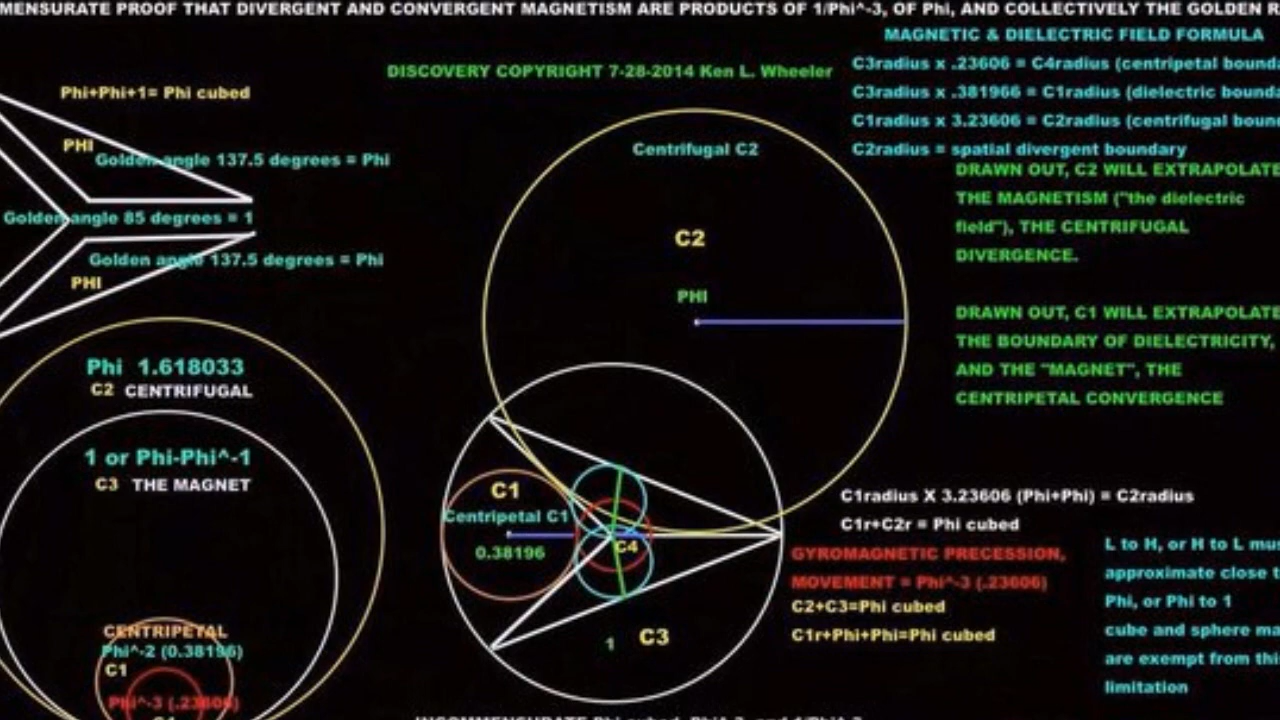 MENSURATE PROOF THAT DIVERGENT AND CONVERGENT MAGNETISM ARE PRODUCTS OF 1/Phi^-3, OF Phi, AND COLLECTIVELY THE GOLDEN R
MAGNETIC & DIELECTRIC FIELD FORMULA
DISCOVERY COPYRIGHT 7-28-2014 Ken L. Wheeler
C3radius x .23606 = C4radius (centripetal bounda
C3radius x .381966 = C1radius (dielectric bounda
C1radius x 3.23606 = C2radius (centrifugal boun
C2radius = spatial divergent boundary
DRAWN OUT, C2 WILL EXTRAPOLATE
THE MAGNETISM ("the dielectric
field"), THE CENTRIFUGAL
DIVERGENCE.
DRAWN OUT, C1 WILL EXTRAPOLATE
THE BOUNDARY OF DIELECTRICITY,
AND THE "MAGNET", THE
CENTRIPETAL CONVERGENCE
Phi+Phi+1= Phi cubed
PHI
Golden angle 137.5 degrees = Phi
Golden angle 85 degrees = 1
Golden angle 137.5 degrees = Phi
PHI
Centrifugal C2
C2
PHI
Phi 1.618033
C2 CENTRIFUGAL
1 or Phi-Phi^-1
C3 THE MAGNET
CENTRIPETAL
Phi^-2 (0.38196)
C1
Phi^-3 (.23606)
C1
Centripetal C1
0.38196
C4
1 C3
C1radius X 3.23606 (Phi+Phi) = C2radius
C1r+C2r = Phi cubed
GYROMAGNETIC PRECESSION,
MOVEMENT = Phi^-3 (.23606)
C2+C3=Phi cubed
C1r+Phi+Phi=Phi cubed
L to H, or H to L mus
approximate close t
Phi, or Phi to 1
cube and sphere ma
are exempt from thi
limitation